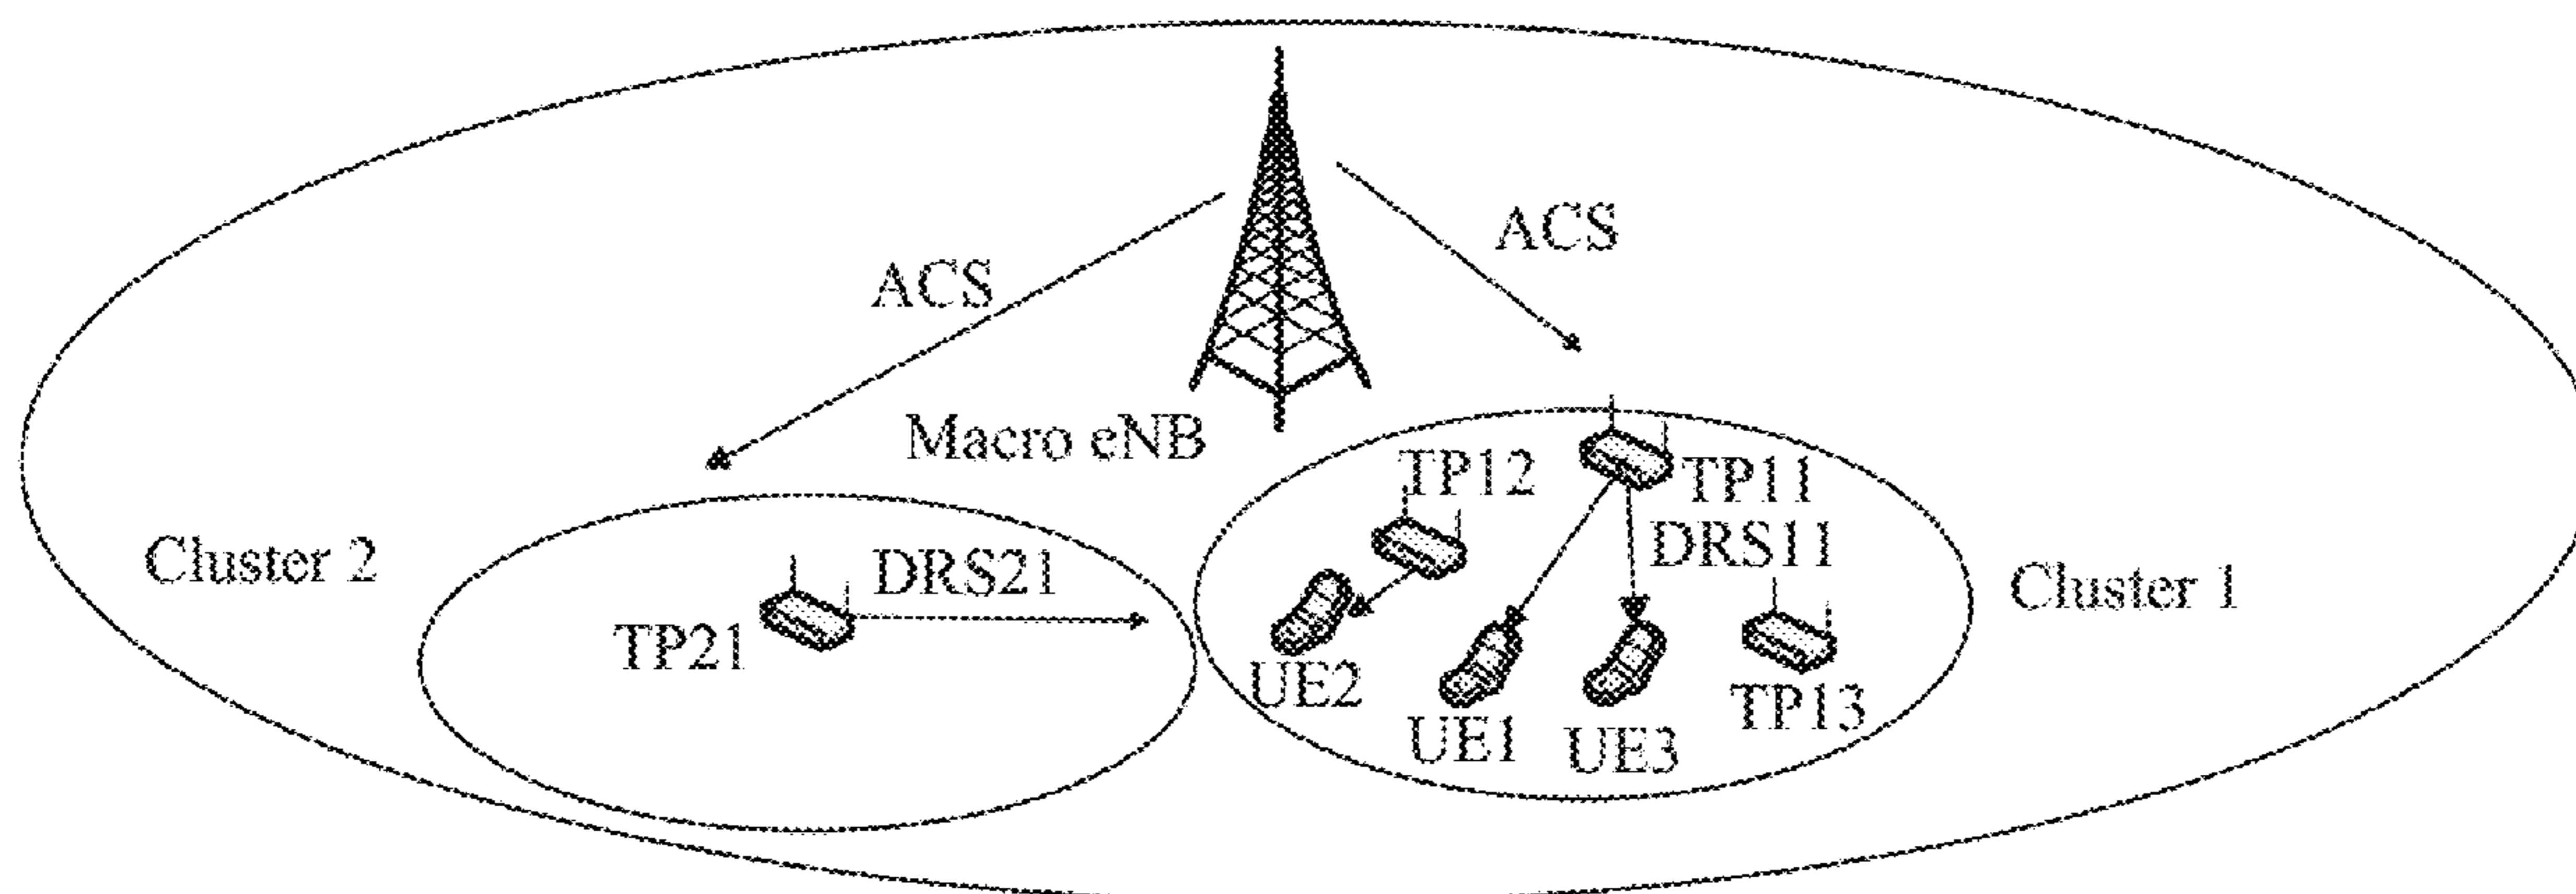 ACS
ACS
Macro eNB
TP12
TP11
Cluster 2
DRS21
DRS11
Cluster 1
TP21
UE2
UE1
UE3
TP13